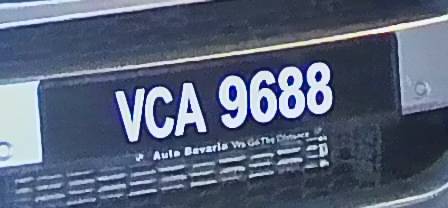 VCA 9688
Auto Bavaria We Go The Distance